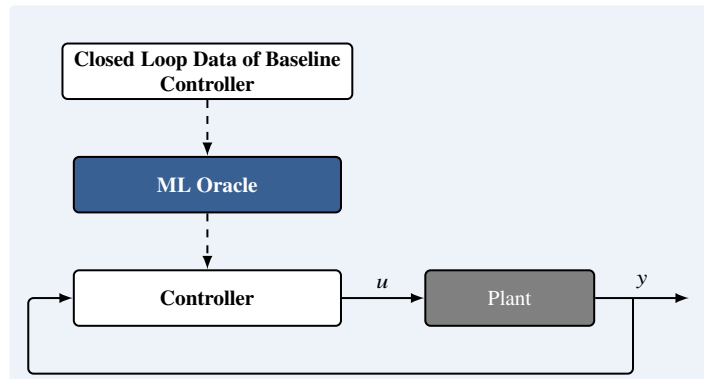 Closed Loop Data of Baseline
Controller
ML Oracle
Controller
u
Plant
y